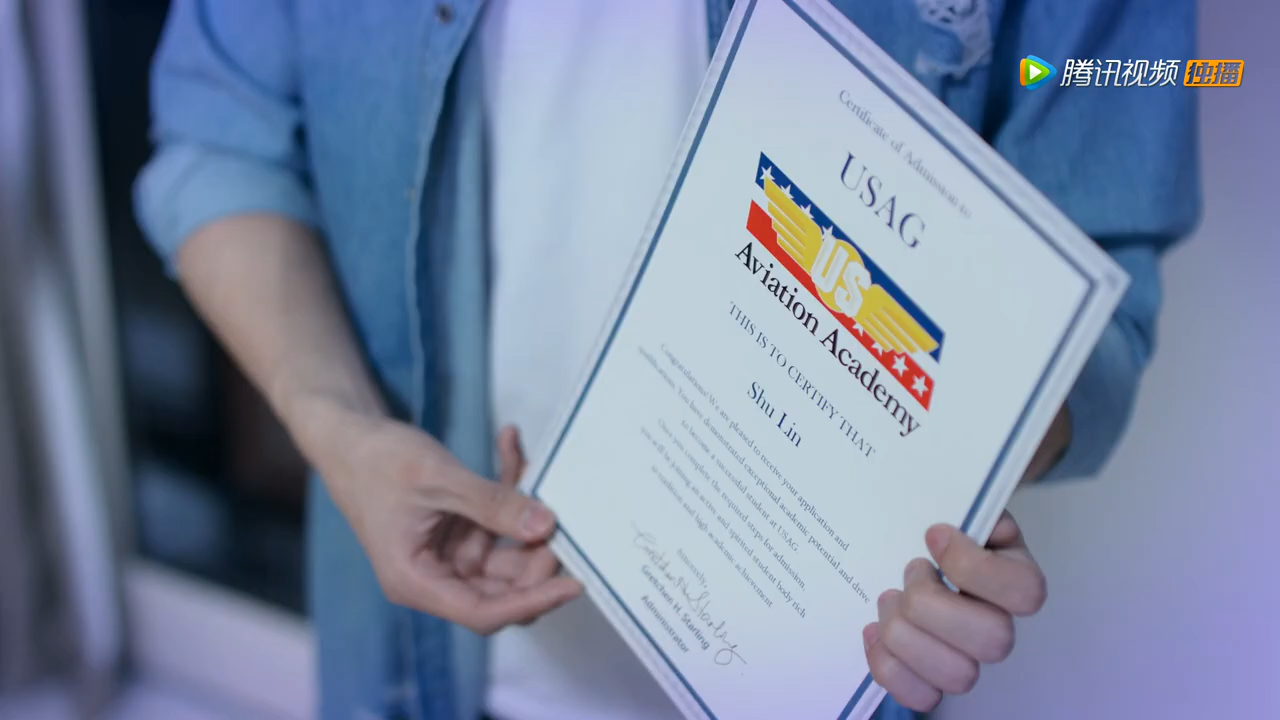 腾讯视频 独播
Certificate of Admission to
USAG
US
Aviation Academy
THIS IS TO CERTIFY THAT
Shu Lin
Congratulations! We are pleased to receive your application and
qualifications. You have demonstrated exceptional academic potential and drive
to become a successful student at USAG
Once you complete the required steps for admission,
you will be joining an active and spirited student body rich
in tradition and high academic achievement
Sincerely,
Gretchen H. Starling
Gretchen H. Starling
Administrator